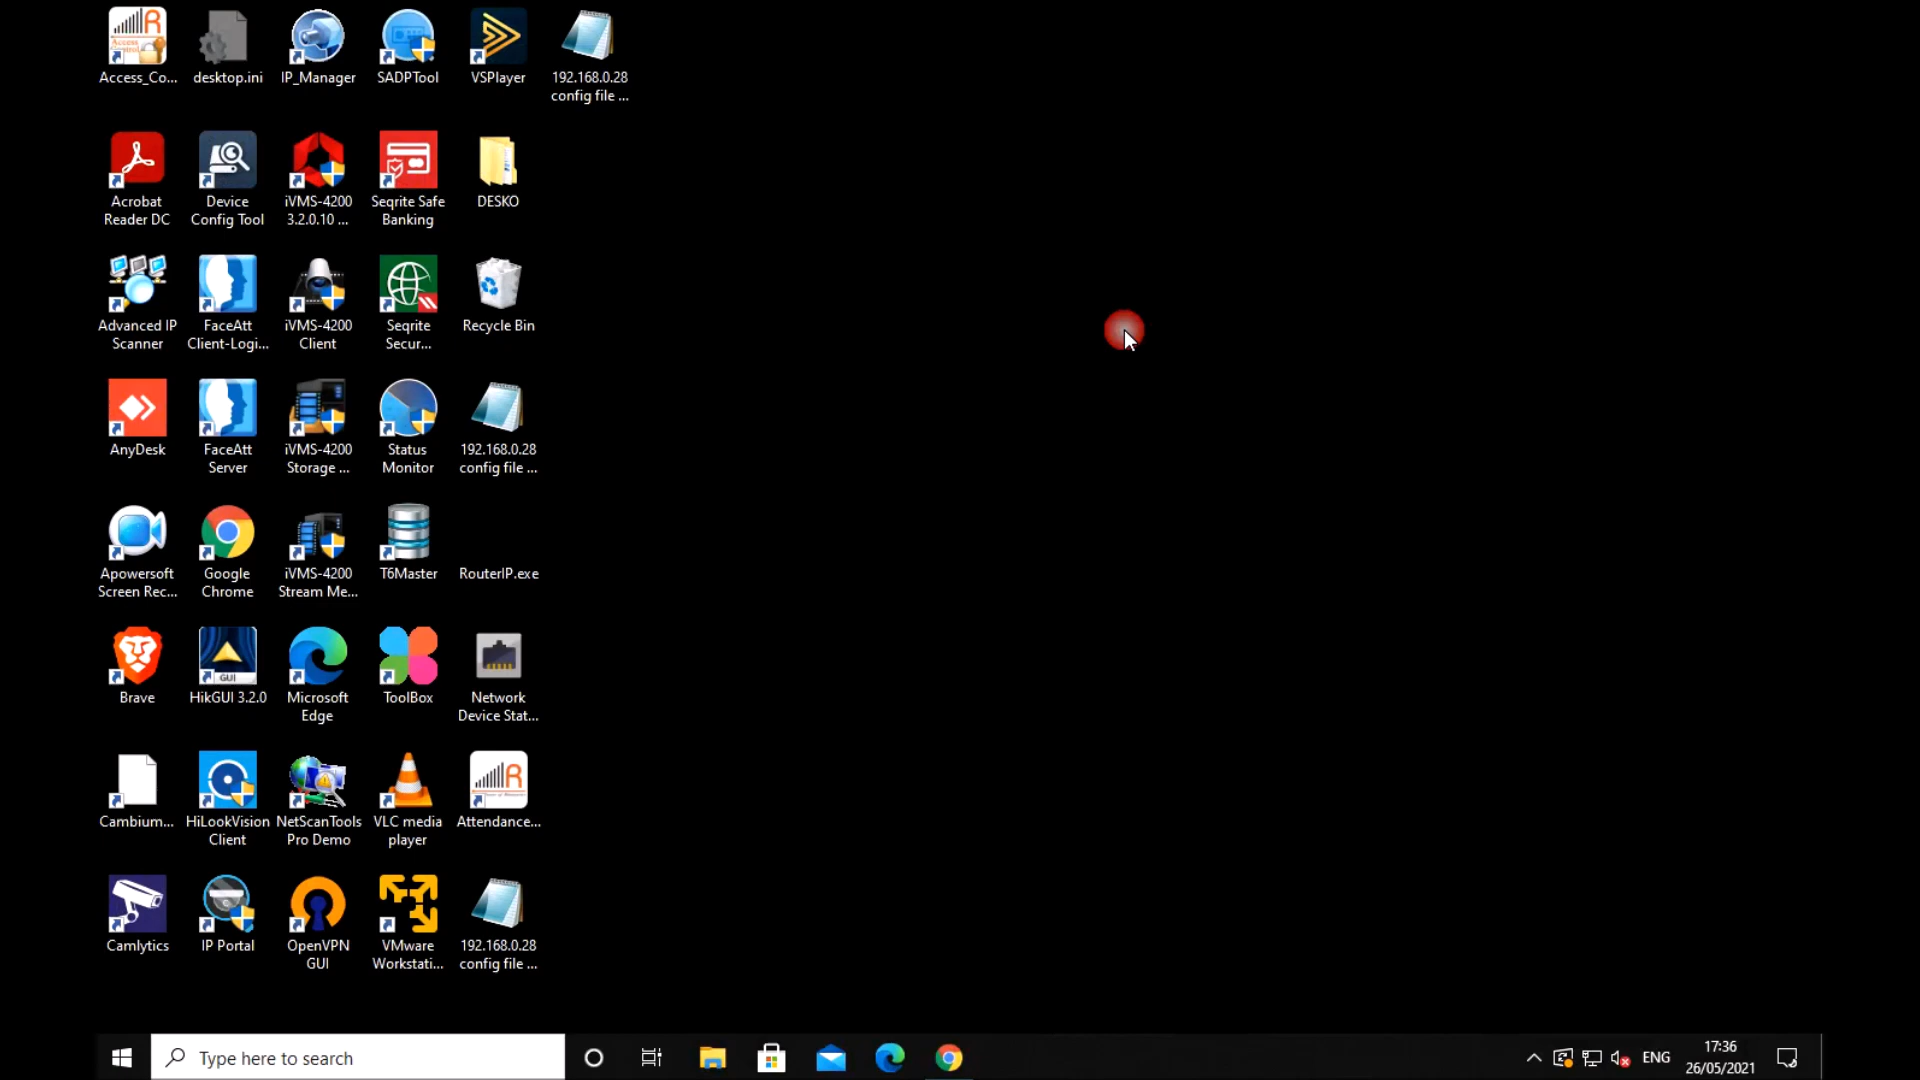 Access_Co...
desktop.ini
IP_Manager
SADPTool
VSPlayer
192.168.0.28
config file ...
Acrobat
Reader DC
Device
Config Tool
iVMS-4200
3.2.0.10 ...
Seqrite Safe
Banking
DESKO
Advanced IP
Scanner
FaceAtt
Client-Logi...
iVMS-4200
Client
Seqrite
Secur...
Recycle Bin
AnyDesk
FaceAtt
Server
iVMS-4200
Storage ...
Status
Monitor
192.168.0.28
config file ...
Apowersoft
Screen Rec...
Google
Chrome
iVMS-4200
Stream Me...
T6Master
RouterIP.exe
Brave
GUI
HikGUI 3.2.0
Microsoft
Edge
ToolBox
Network
Device Stat...
Cambium...
HiLookVision
Client
NetScanTools
Pro Demo
VLC media
player
Attendance...
Camlytics
IP Portal
OpenVPN
GUI
VMware
Workstati...
192.168.0.28
config file ...
Type here to search
ENG
17:36
26/05/2021